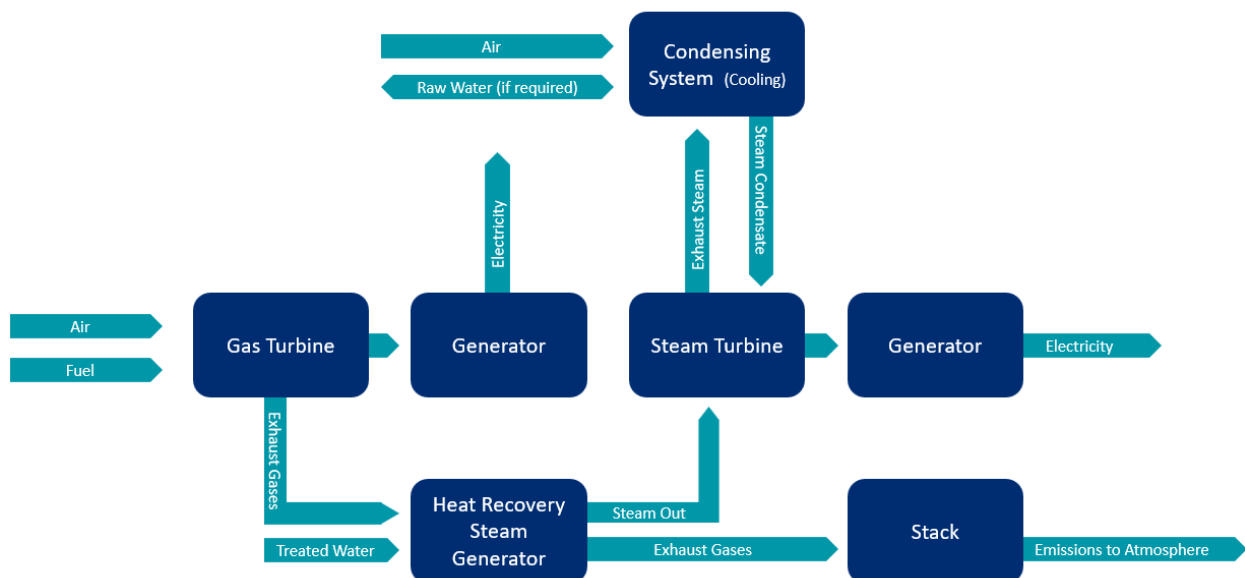 Air
Condensing
System (Cooling)
Raw Water (if required)
Electricity
Exhaust Steam
Steam Condensate
Air
Fuel
Gas Turbine
Generator
Steam Turbine
Generator
Electricity
Exhaust Gases
Treated Water
Heat Recovery
Steam
Generator
Steam Out
Exhaust Gases
Stack
Emissions to Atmosphere